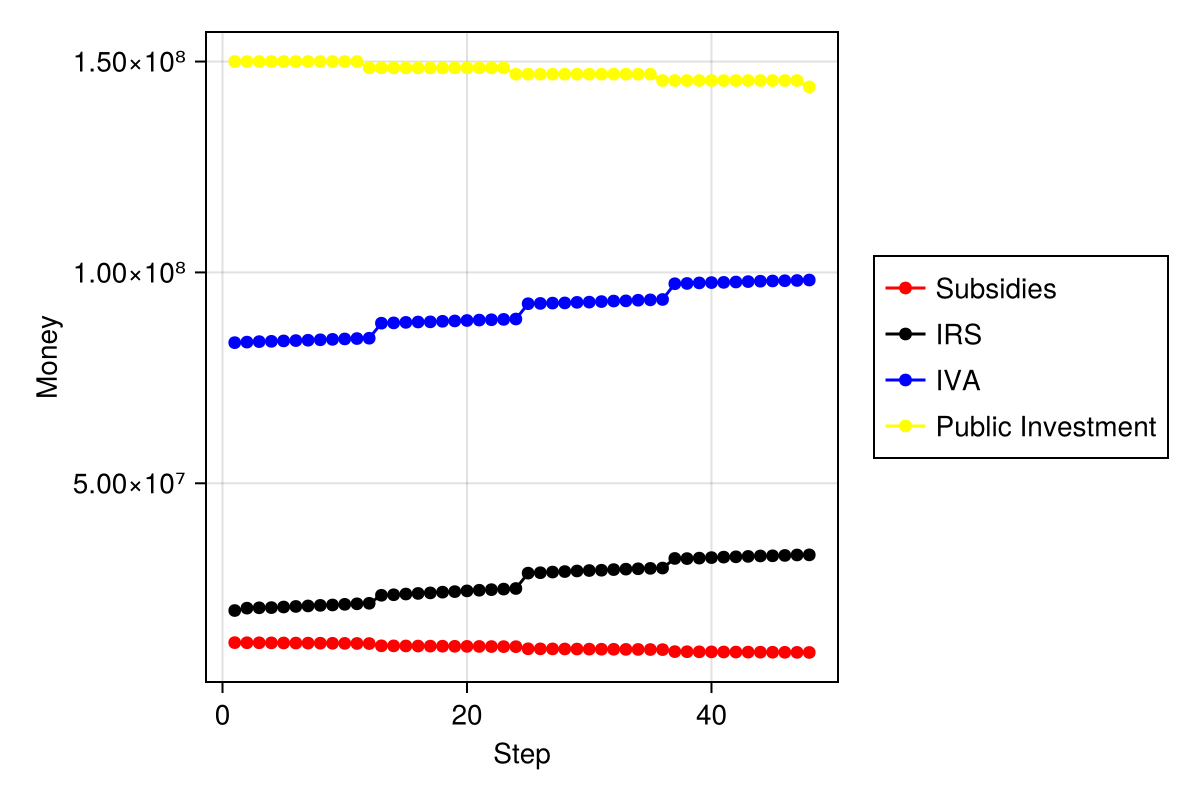 1.50×10⁸
1.00×10⁸
5.00×10⁷
Money
0 20 40
Step
Subsidies
IRS
IVA
Public Investment